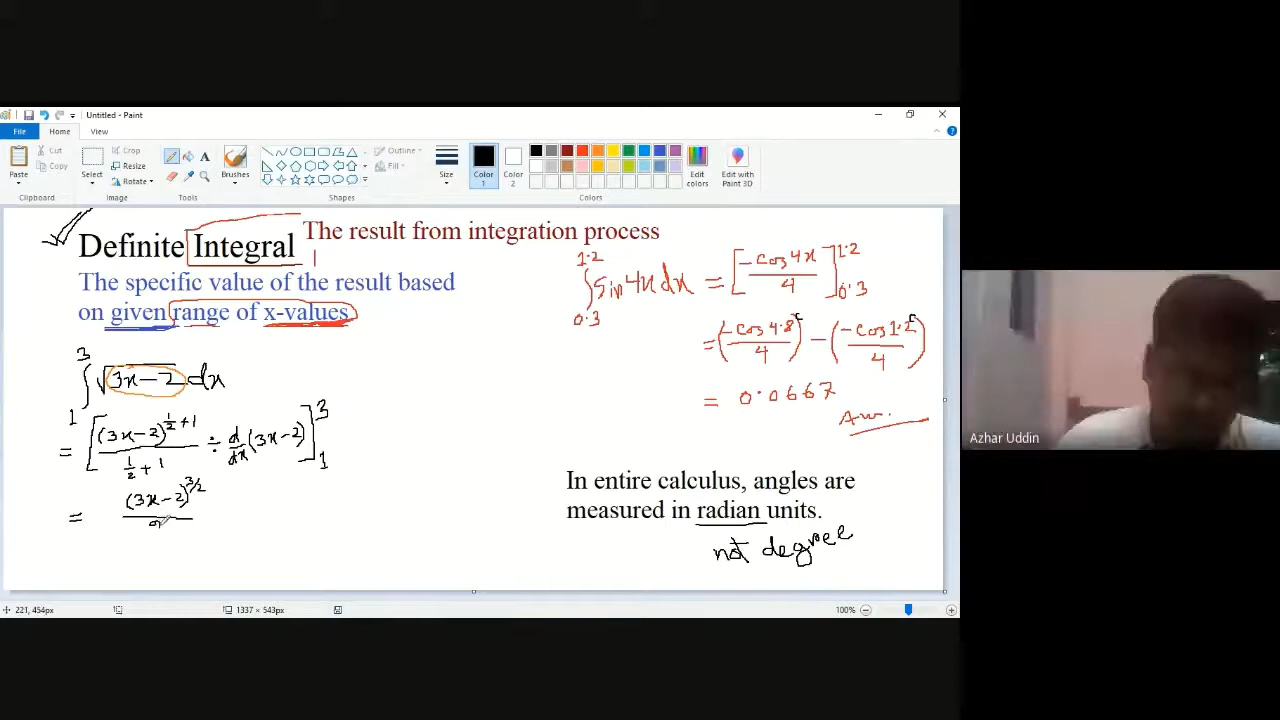 Untitled - Paint
File Home View
Cut
Copy
Paste
Clipboard
Select
Crop
Resize
Rotate
Image
Tools
Brushes
Outline
Fill
Shapes
Size
Color 1
Color 2
Colors
Edit colors
Edit with Paint 3D
Definite Integral The result from integration process
The specific value of the result based
on given range of x-values
∫₁³ √(3x-2) dx
= [(3x-2)^(1/2+1) / (1/2+1) ÷ d/dx (3x-2)]₁³
= (3x-2)^(3/2)
∫₀.₃^1.2 Sin 4x dx = [-cos 4x / 4]₀.₃^1.2
= (-cos 4.8^r / 4) - (-cos 1.2^r / 4)
= 0.0667
Ans.
In entire calculus, angles are
measured in radian units.
not degree
221, 454px
1337 × 543px
100%
Azhar Uddin